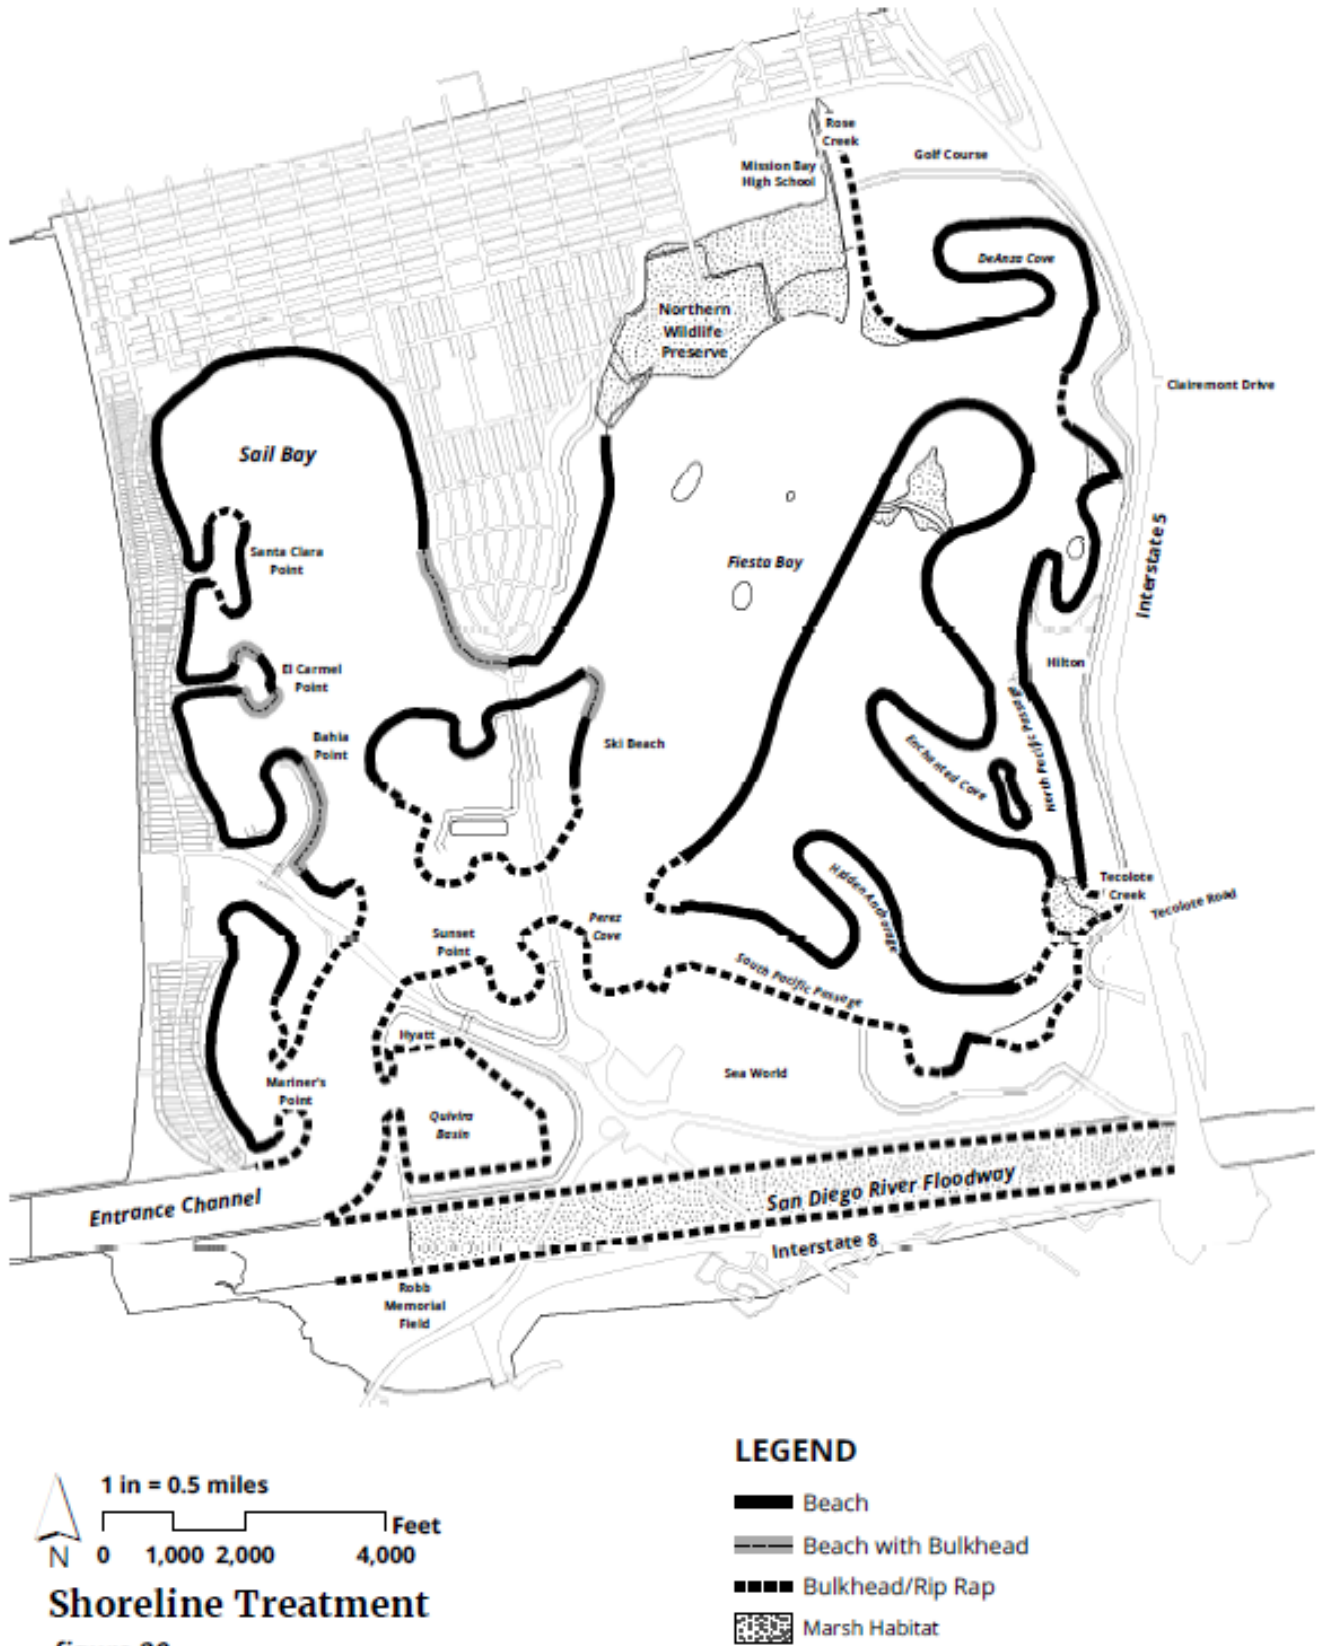 Rose
Creek
Golf Course
Mission Bay
High School
DeAnza Cove
Northern
Wildlife
Preserve
Clairemont Drive
Sail Bay
Santa Clara
Point
Fiesta Bay
Interstate 5
El Carmel
Point
Hilton
Bahia
Point
Ski Beach
Enchanted Cove
North Pacific Passage
Hidden Anchorage
Tecolote
Creek
Tecolote Road
Perez
Cove
Sunset
Point
South Pacific Passage
Hyatt
Sea World
Mariner's
Point
Quivira
Basin
San Diego River Floodway
Entrance Channel
Interstate 8
Robb
Memorial
Field
LEGEND
1 in = 0.5 miles
Feet
N 0 1,000 2,000 4,000
Beach
Beach with Bulkhead
Bulkhead/Rip Rap
Marsh Habitat
Shoreline Treatment